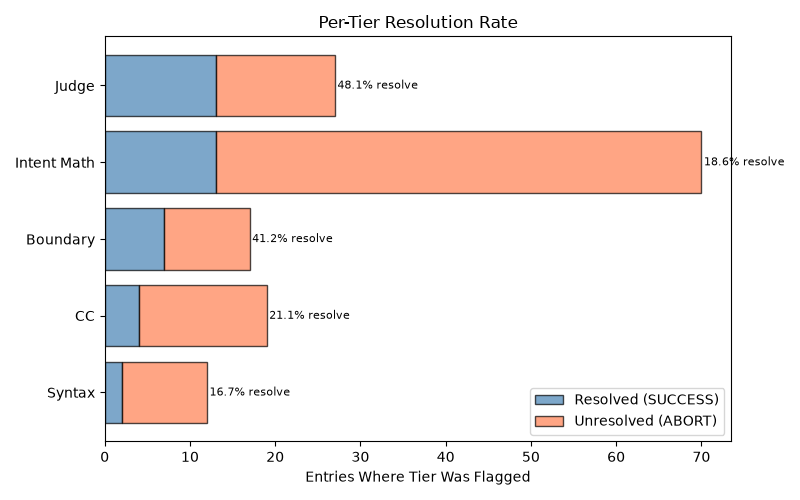 Per-Tier Resolution Rate
Judge
48.1% resolve
Intent Math
18.6% resolve
Boundary
41.2% resolve
CC
21.1% resolve
Syntax
16.7% resolve
Resolved (SUCCESS)
Unresolved (ABORT)
0 10 20 30 40 50 60 70
Entries Where Tier Was Flagged